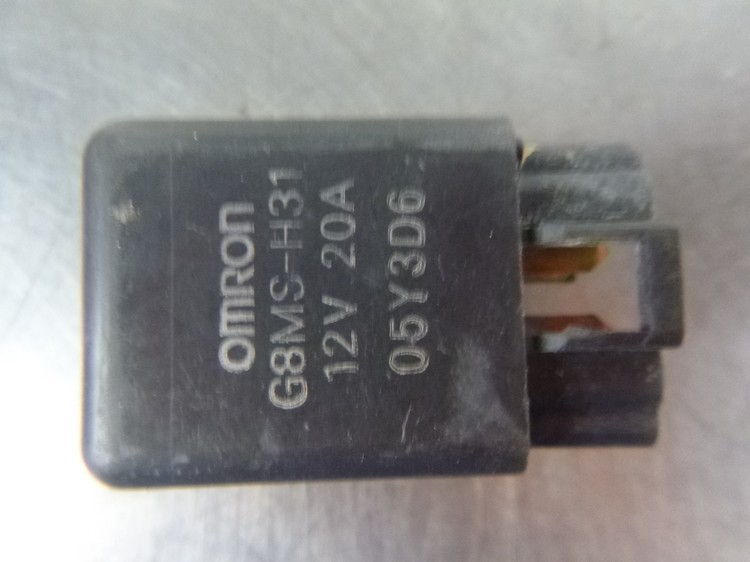 omron
G8MS-H31
12V 20A
05Y3D6